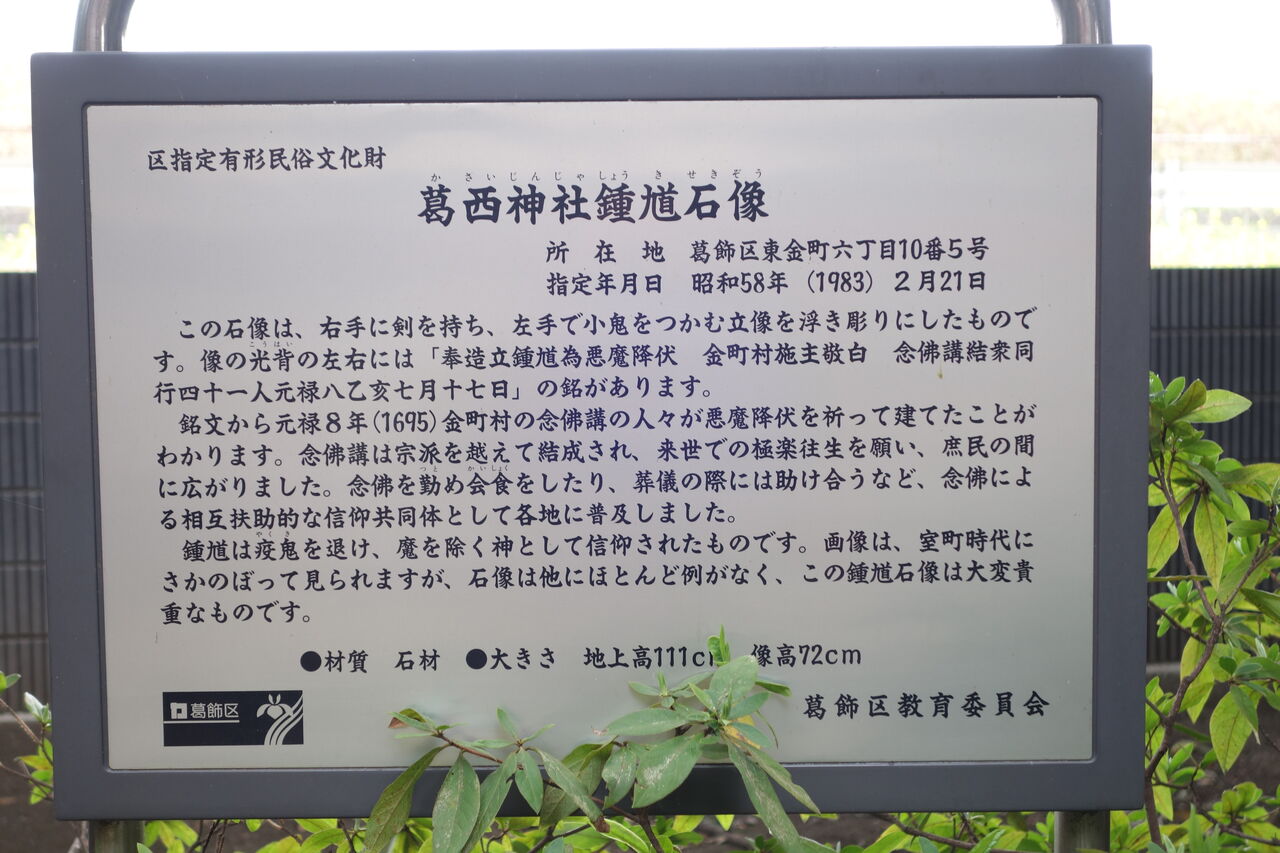 区指定有形民俗文化財
かさいじんじゃしょうきせきぞう
葛西神社鍾馗石像
所在地 葛飾区東金町六丁目10番5号
指定年月日 昭和58年(1983)2月21日
この石像は、右手に剣を持ち、左手で小鬼をつかむ立像を浮き彫りにしたもので
こうはい
す。像の光背の左右には「奉造立鍾馗為悪魔降伏 金町村施主敬白 念佛講結衆同
行四十一人元禄八乙亥七月十七日」の銘があります。
銘文から元禄8年(1695)金町村の念佛講の人々が悪魔降伏を祈って建てたことが
わかります。念佛講は宗派を越えて結成され、来世での極楽往生を願い、庶民の間
つと かいしょく
に広がりました。念佛を勤め会食をしたり、葬儀の際には助け合うなど、念佛によ
る相互扶助的な信仰共同体として各地に普及しました。
やくき
鍾馗は疫鬼を退け、魔を除く神として信仰されたものです。画像は、室町時代に
さかのぼって見られますが、石像は他にほとんど例がなく、この鍾馗石像は大変貴
重なものです。
●材質 石材 ●大きさ 地上高111c 像高72cm
葛飾区
葛飾区教育委員会